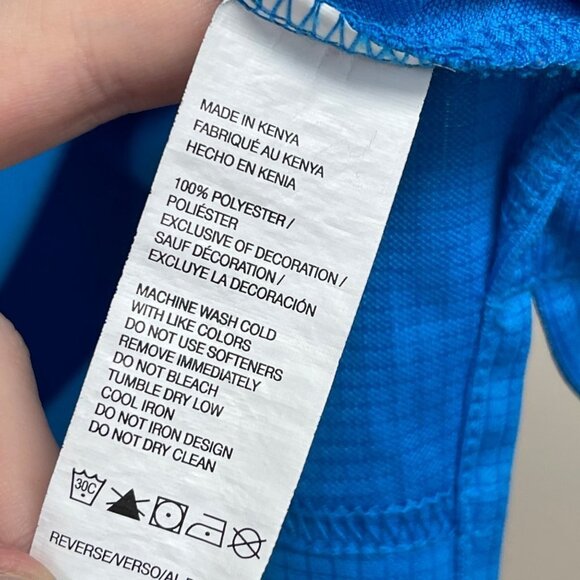 MADE IN KENYA
FABRIQUÉ AU KENYA
HECHO EN KENIA
100% POLYESTER /
POLIÉSTER
EXCLUSIVE OF DECORATION /
SAUF DÉCORATION /
EXCLUYE LA DECORACIÓN
MACHINE WASH COLD
WITH LIKE COLORS
DO NOT USE SOFTENERS
REMOVE IMMEDIATELY
DO NOT BLEACH
TUMBLE DRY LOW
COOL IRON
DO NOT IRON DESIGN
DO NOT DRY CLEAN
30C
REVERSE/VERSO/